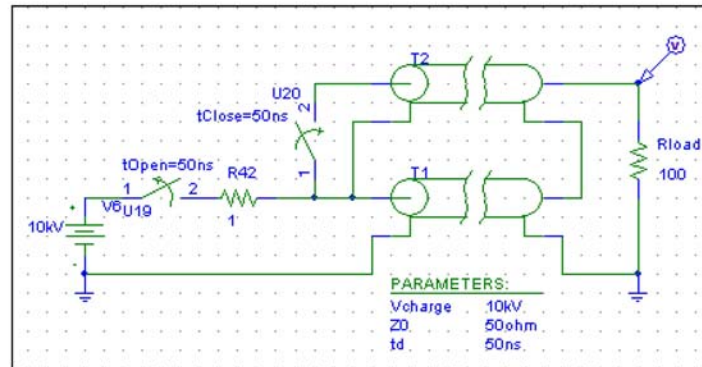 T2
V
U20
2
tClose=50ns
1
tOpen=50ns
R42
T1
Rload
100
1
2
V6
U19
1
10kV
PARAMETERS:
Vcharge 10kV
Z0 50ohm
td 50ns